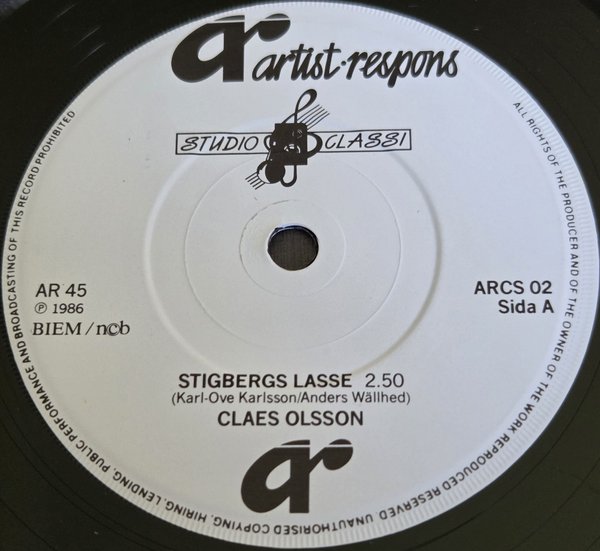 ar artist·respons
STUDIO CLASSI
AR 45
℗ 1986
BIEM/ncb
ARCS 02
Sida A
STIGBERGS LASSE 2.50
(Karl-Ove Karlsson/Anders Wällhed)
CLAES OLSSON
ar
ALL RIGHTS OF THE PRODUCER AND OF THE OWNER OF THE WORK REPRODUCED RESERVED. UNAUTHORISED COPYING, HIRING, LENDING, PUBLIC PERFORMANCE AND BROADCASTING OF THIS RECORD PROHIBITED